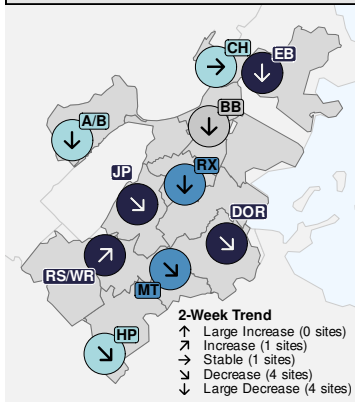 CH
EB
BB
A/B
RX
JP
DOR
RS/WR
MT
HP
2-Week Trend
↑ Large Increase (0 sites)
↗ Increase (1 sites)
→ Stable (1 sites)
↘ Decrease (4 sites)
↓ Large Decrease (4 sites)